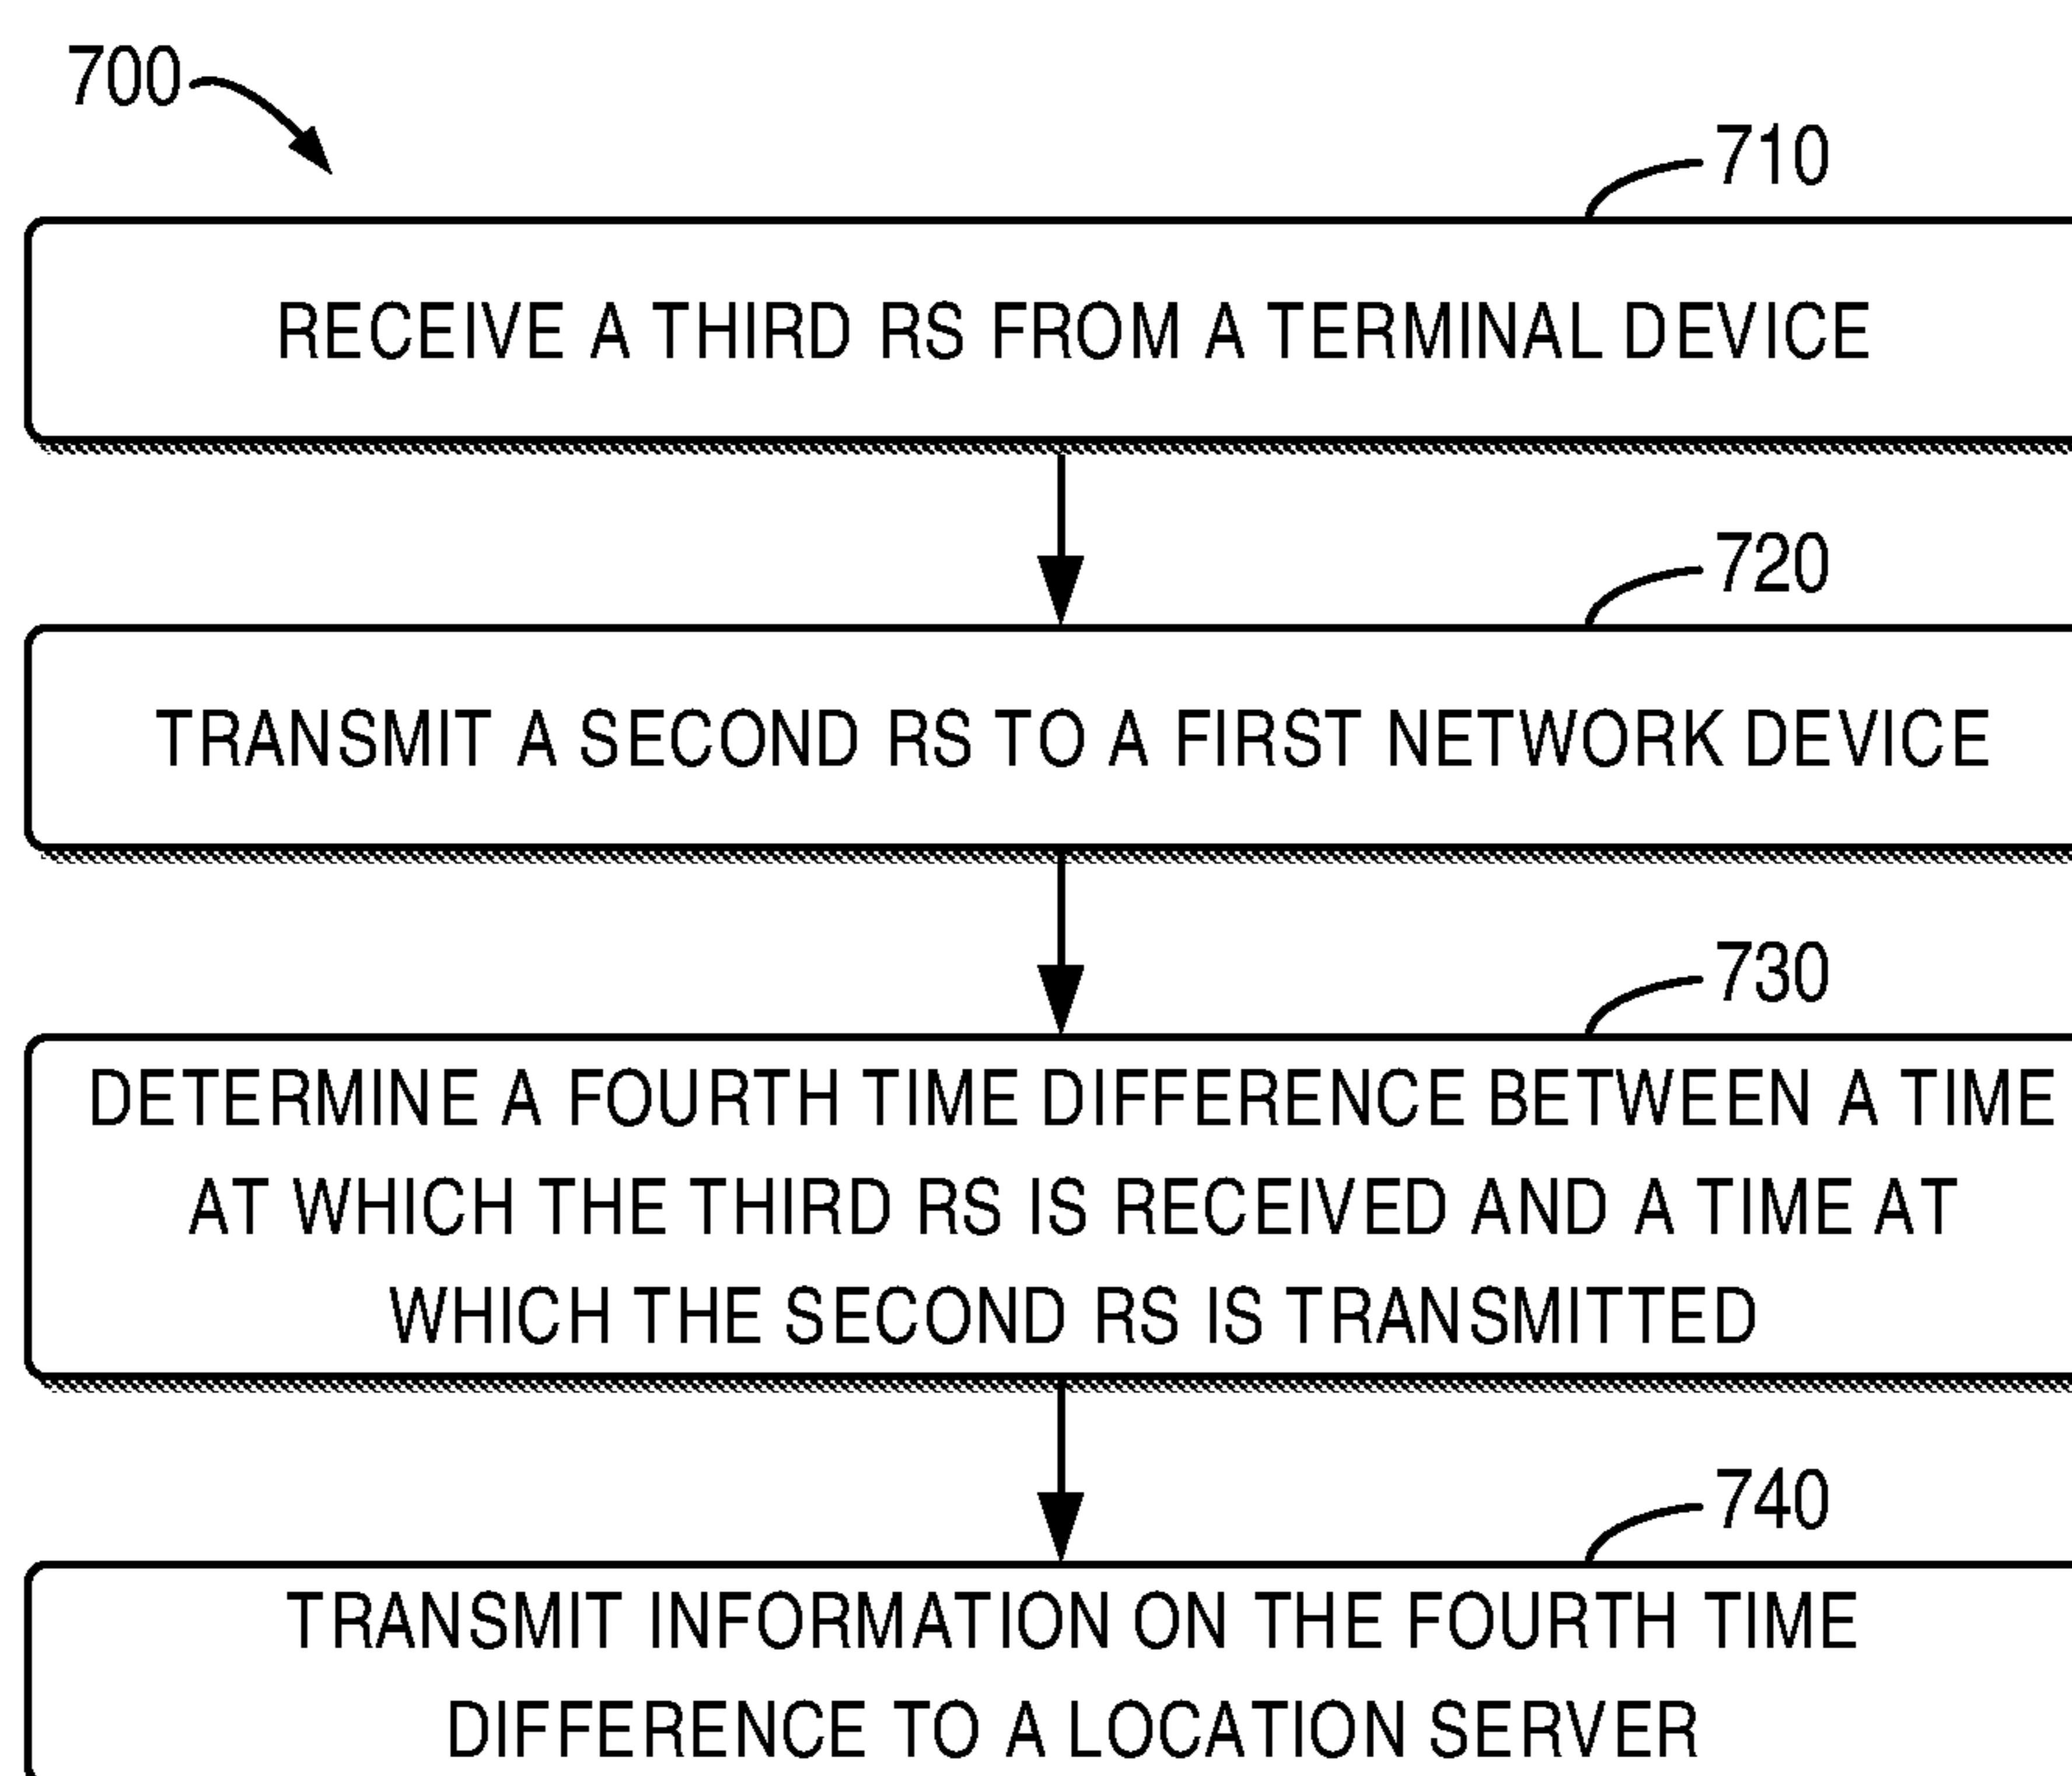 700
710
RECEIVE A THIRD RS FROM A TERMINAL DEVICE
720
TRANSMIT A SECOND RS TO A FIRST NETWORK DEVICE
730
DETERMINE A FOURTH TIME DIFFERENCE BETWEEN A TIME
AT WHICH THE THIRD RS IS RECEIVED AND A TIME AT
WHICH THE SECOND RS IS TRANSMITTED
740
TRANSMIT INFORMATION ON THE FOURTH TIME
DIFFERENCE TO A LOCATION SERVER